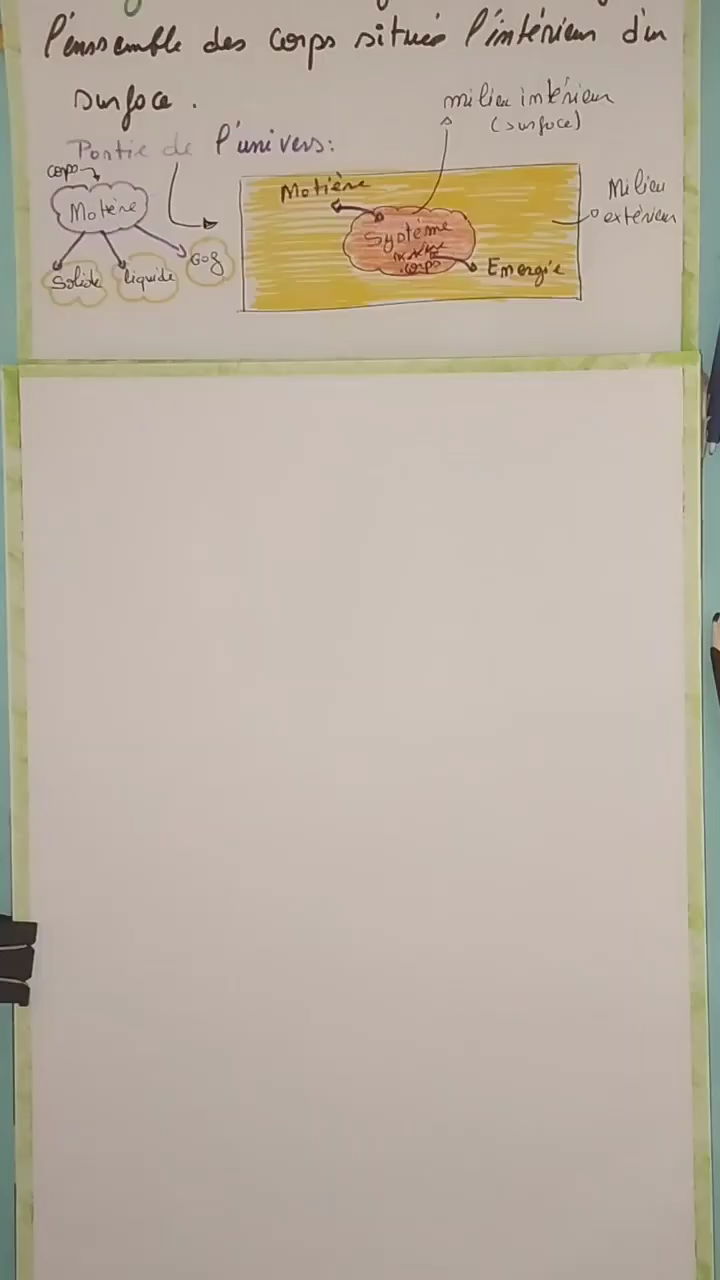 l'enssemble des corps situés l'intérieur d'un
surface.
milieu intérieur
(surface)
Partie de l'univers:
corps
Matière
Solide
liquide
Gaz
Matière
Système
corps
Energie
Milieu
extérieur